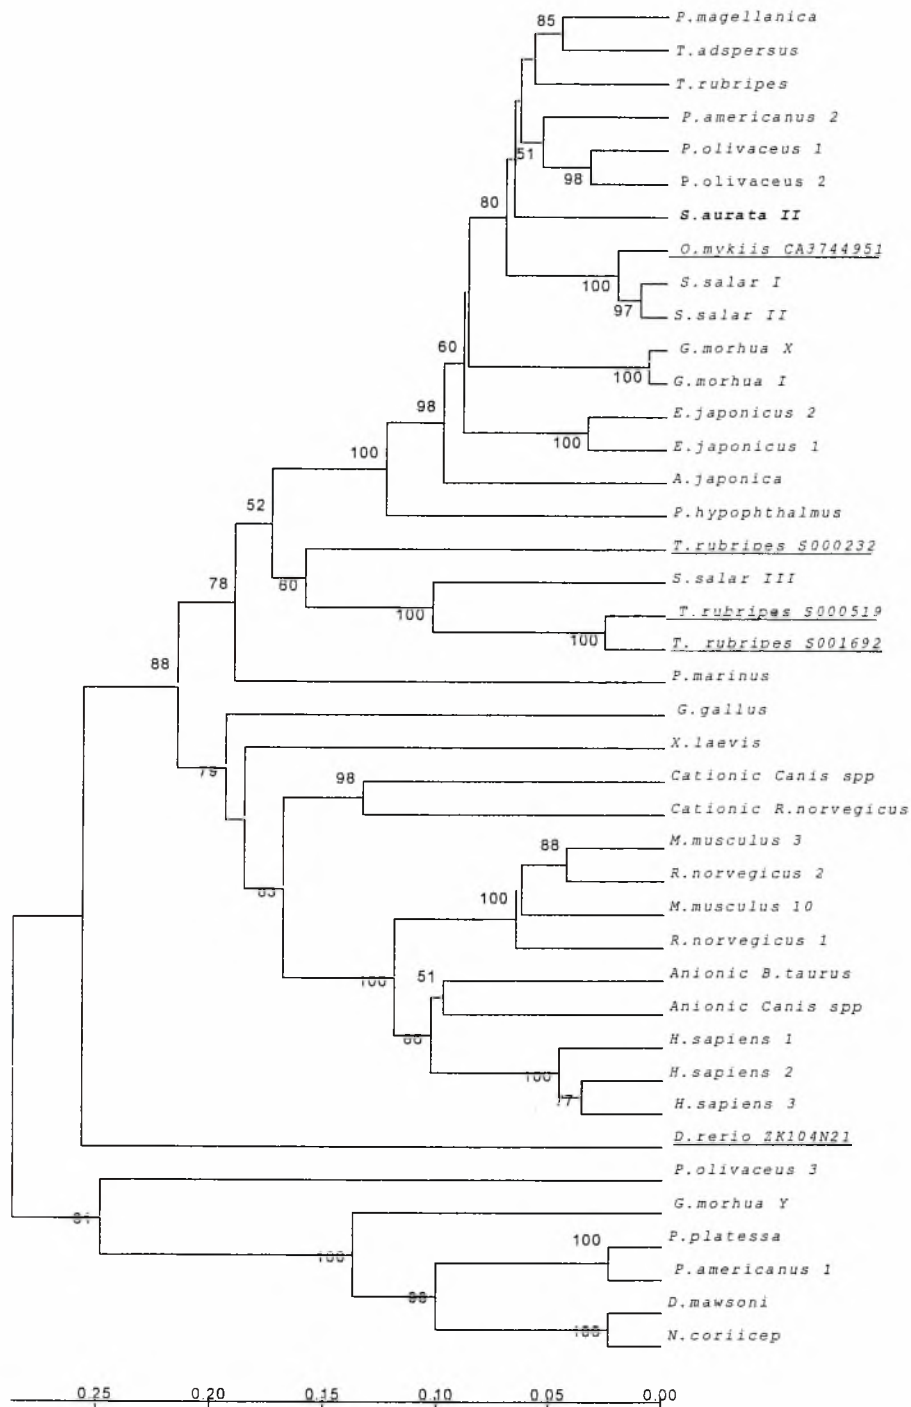 85
P.magellanica
T.adspersus
T.rubripes
P.americanus 2
51
P.olivaceus 1
98
P.olivaceus 2
80
S.aurata II
O.mykiis CA3744951
100
S.salar I
97
S.salar II
60
G.morhua X
100
G.morhua I
98
E.japonicus 2
100
E.japonicus 1
100
A.japonica
52
P.hypophthalmus
T.rubripes S000232
78
60
S.salar III
100
T.rubripes S000519
100
T. rubripes S001692
88
P.marinus
G.gallus
79
X.laevis
98
Cationic Canis spp
Cationic R.norvegicus
88
M.musculus 3
R.norvegicus 2
100
M.musculus 10
R.norvegicus 1
100
51
Anionic B.taurus
Anionic Canis spp
H.sapiens 1
100
H.sapiens 2
77
H.sapiens 3
D.rerio ZK104N21
P.olivaceus 3
G.morhua Y
100
100
P.platessa
P.americanus 1
D.mawsoni
100
N.coriicep
0.25 0.20 0.15 0.10 0.05 0.00